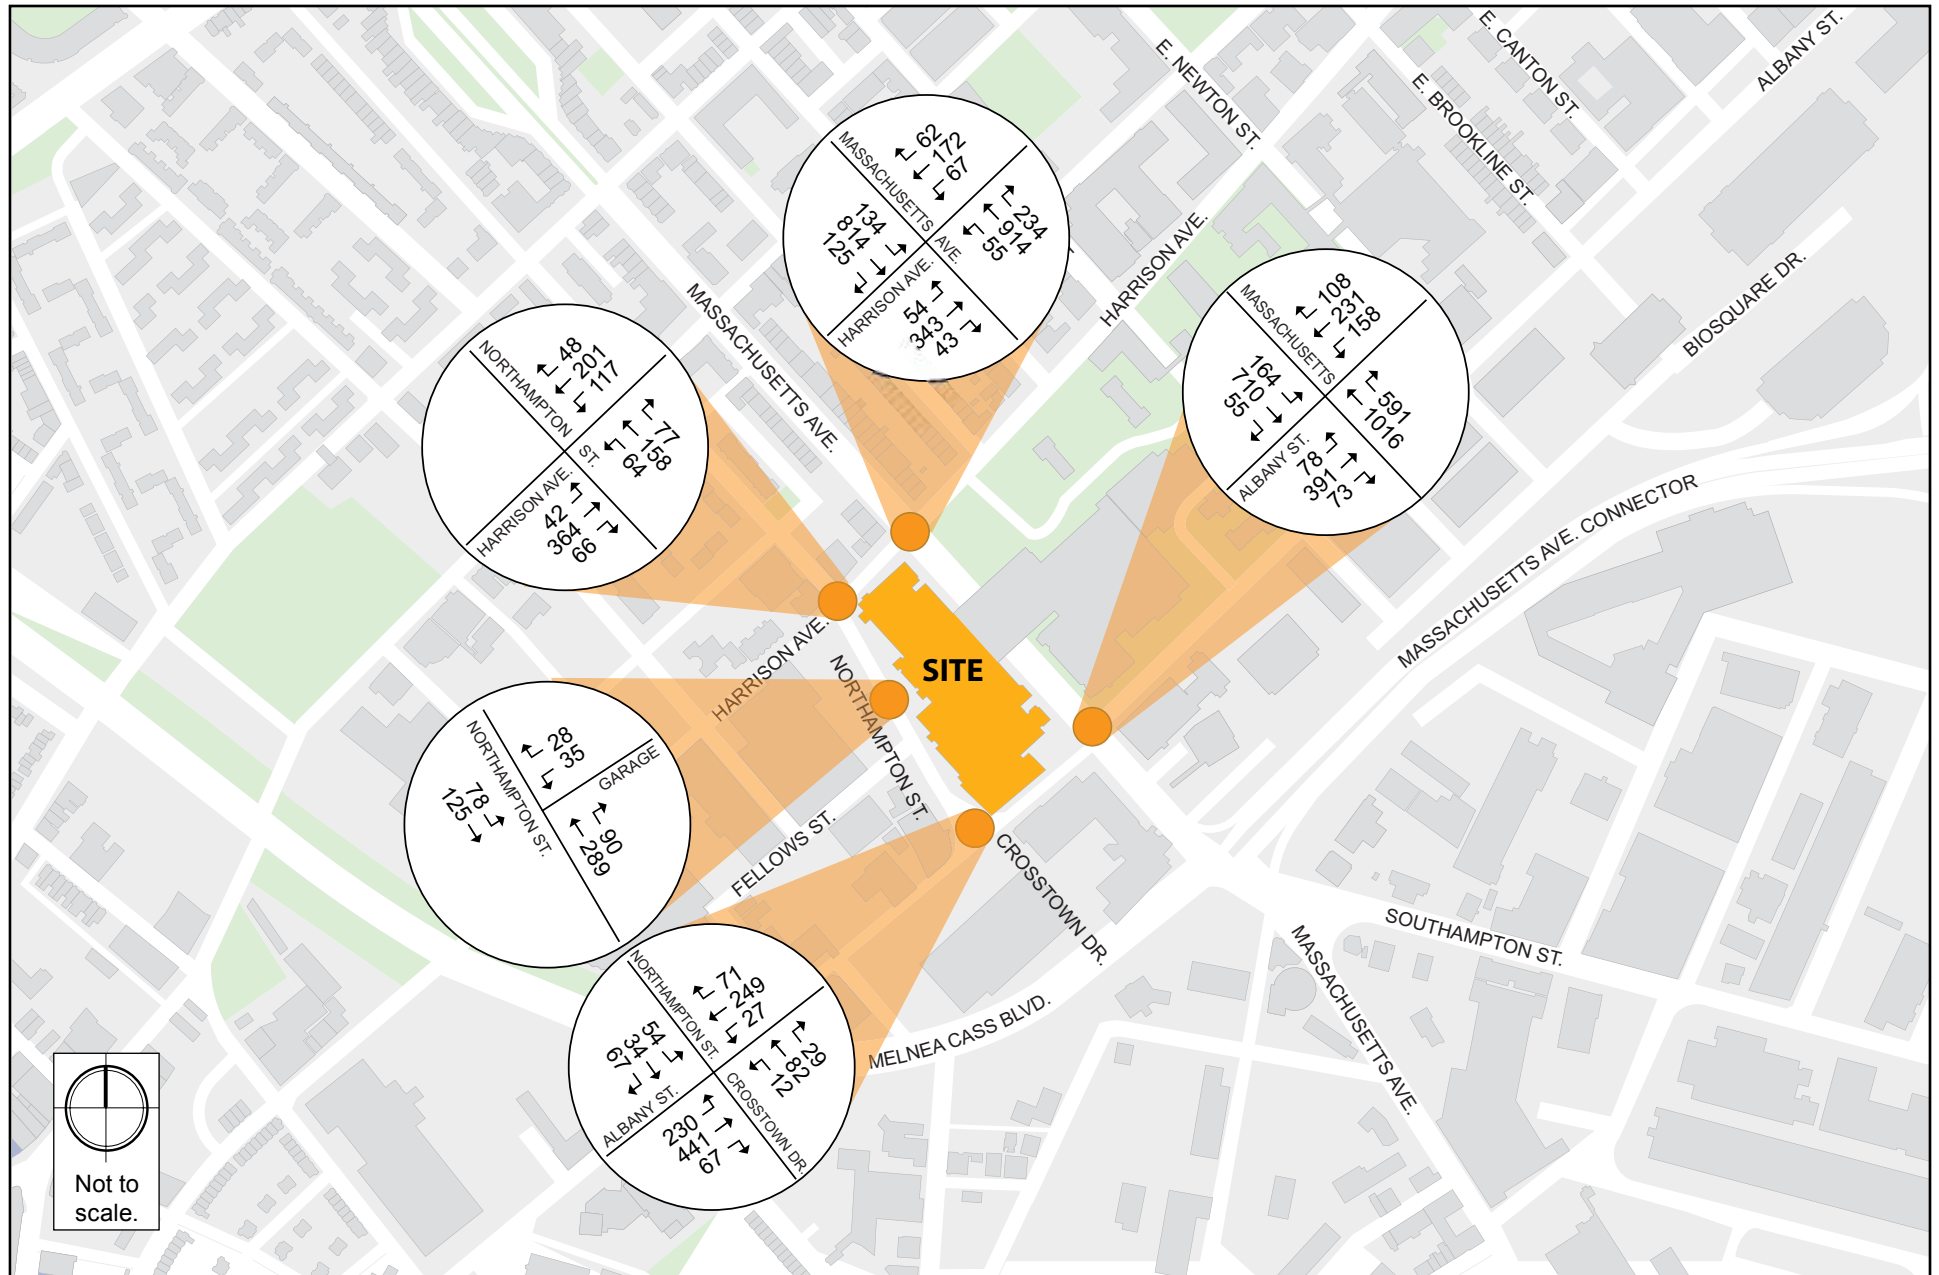 E. NEWTON ST.
E. CANTON ST.
E. BROOKLINE ST.
ALBANY ST.
BIOSQUARE DR.
HARRISON AVE.
MASSACHUSETTS AVE.
MASSACHUSETTS AVE. CONNECTOR
MASSACHUSETTS AVE.
62
172
67
234
914
55
134
814
125
HARRISON AVE.
54
343
43
MASSACHUSETTS
108
231
158
591
1016
164
710
55
ALBANY ST.
78
391
73
NORTHAMPTON ST.
48
201
117
77
158
64
HARRISON AVE.
42
364
66
HARRISON AVE.
NORTHAMPTON ST.
SITE
NORTHAMPTON ST.
28
35
GARAGE
78
125
90
289
FELLOWS ST.
CROSSTOWN DR.
NORTHAMPTON ST.
71
249
27
54
34
67
29
82
12
ALBANY ST.
CROSSTOWN DR.
230
441
67
MELNEA CASS BLVD.
SOUTHAMPTON ST.
MASSACHUSETTS AVE.
Not to
scale.